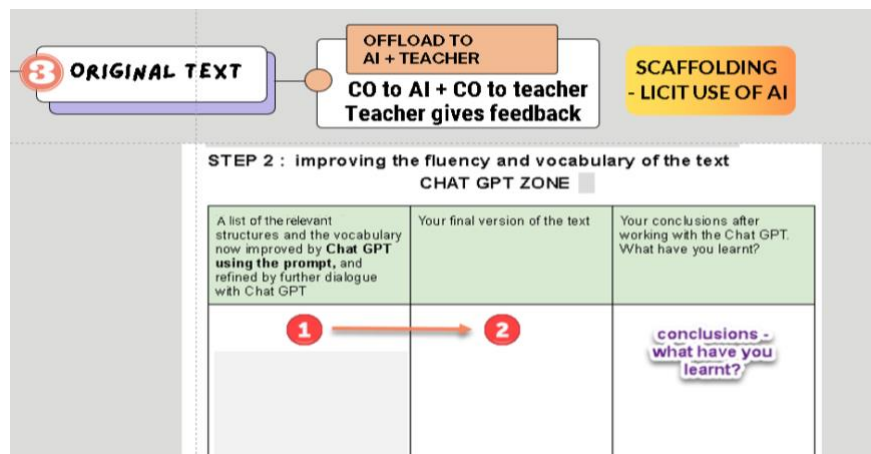 3 ORIGINAL TEXT
OFFLOAD TO
AI + TEACHER
CO to AI + CO to teacher
Teacher gives feedback
SCAFFOLDING
- LICIT USE OF AI
STEP 2 : improving the fluency and vocabulary of the text
CHAT GPT ZONE
A list of the relevant
structures and the vocabulary
now improved by Chat GPT
using the prompt, and
refined by further dialogue
with Chat GPT
Your final version of the text
Your conclusions after
working with the Chat GPT.
What have you learnt?
1
2
conclusions -
what have you
learnt?